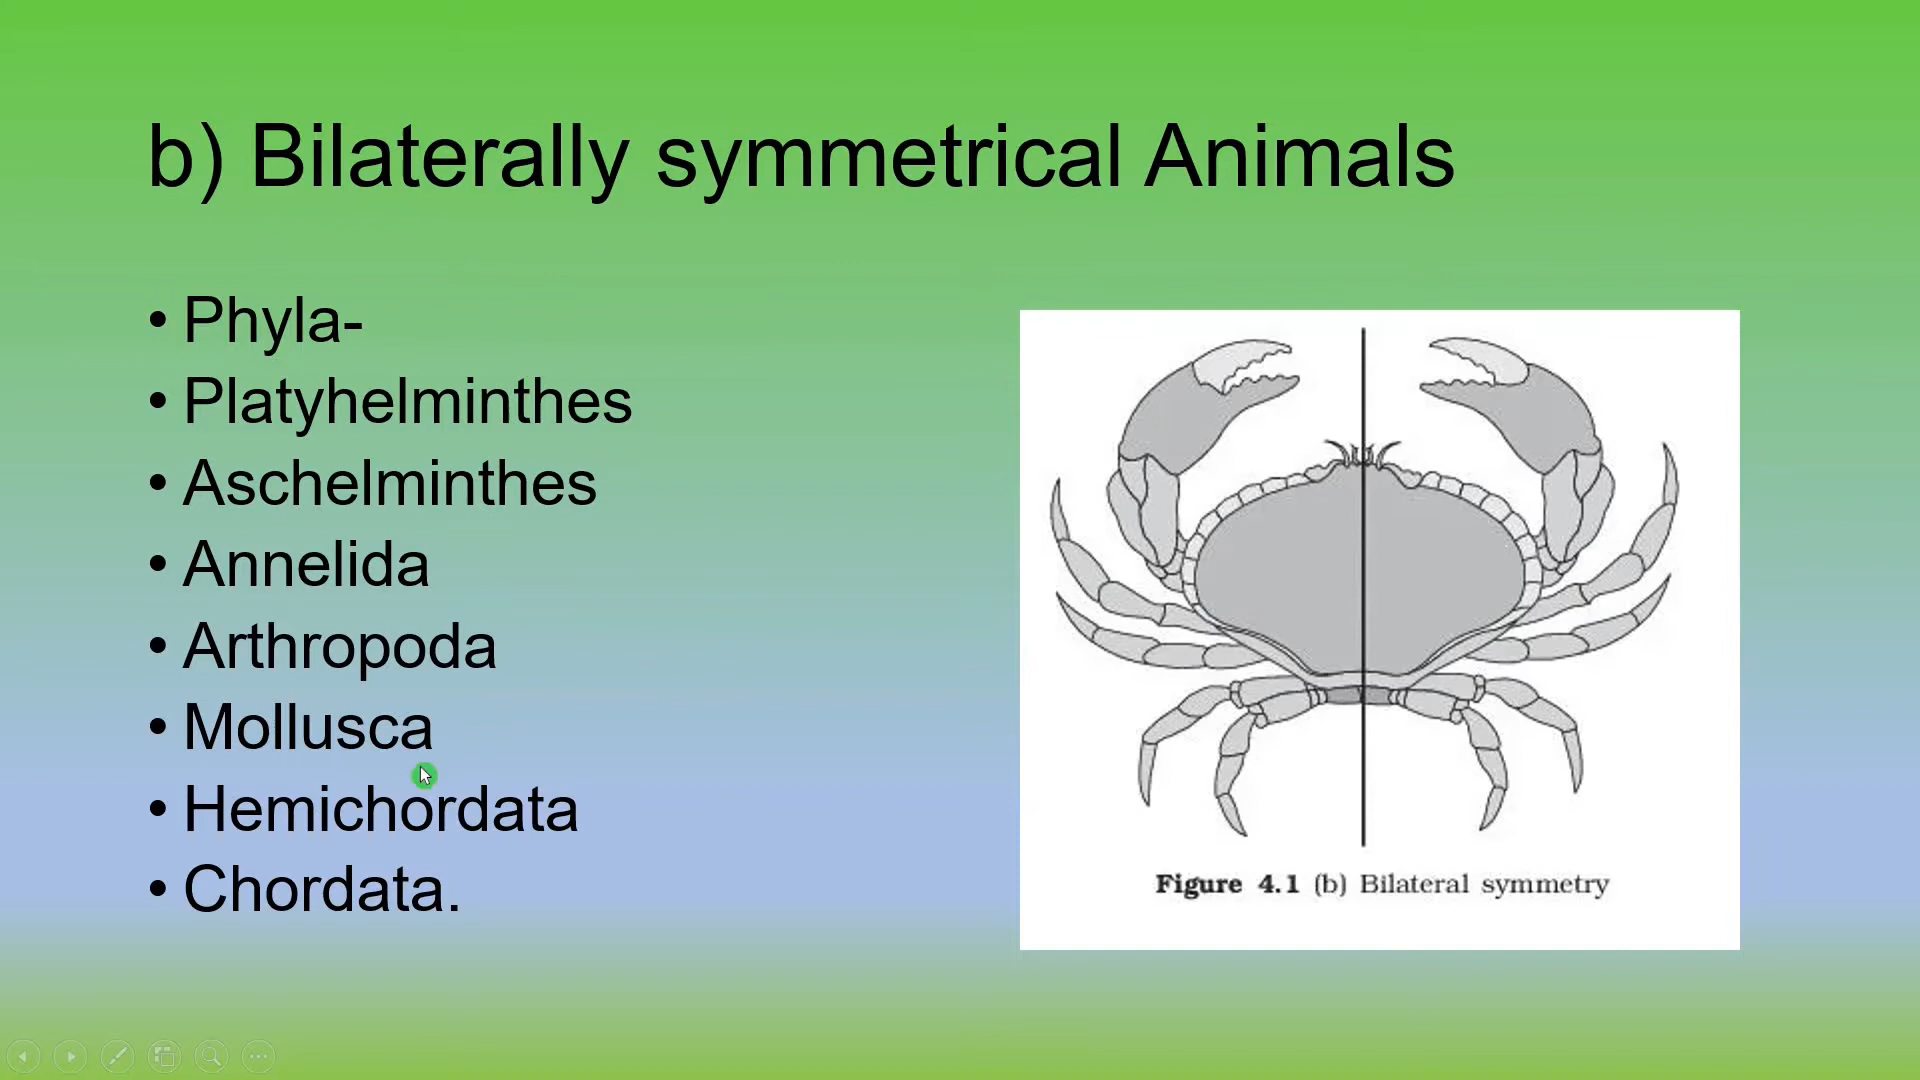 b) Bilaterally symmetrical Animals
• Phyla-
• Platyhelminthes
• Aschelminthes
• Annelida
• Arthropoda
• Mollusca
• Hemichordata
• Chordata.
Figure 4.1 (b) Bilateral symmetry